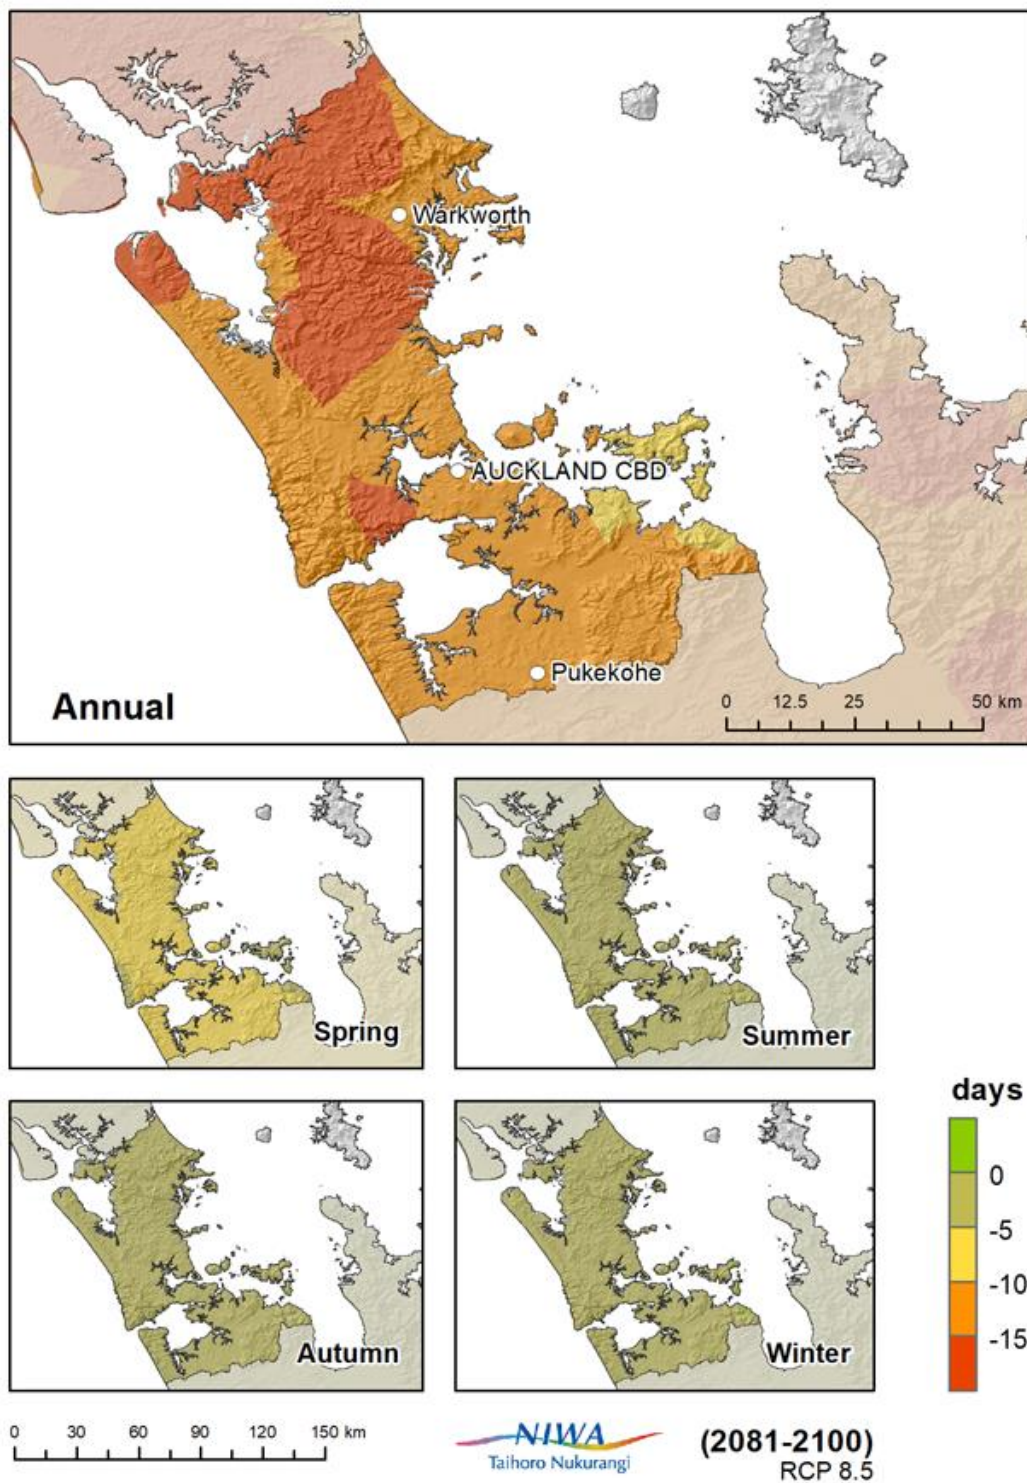 Warkworth
AUCKLAND CBD
Pukekohe
Annual
0 12.5 25 50 km
Spring
Summer
Autumn
Winter
days
0
-5
-10
-15
0 30 60 90 120 150 km
NIWA
Taihoro Nukurangi
(2081-2100)
RCP 8.5